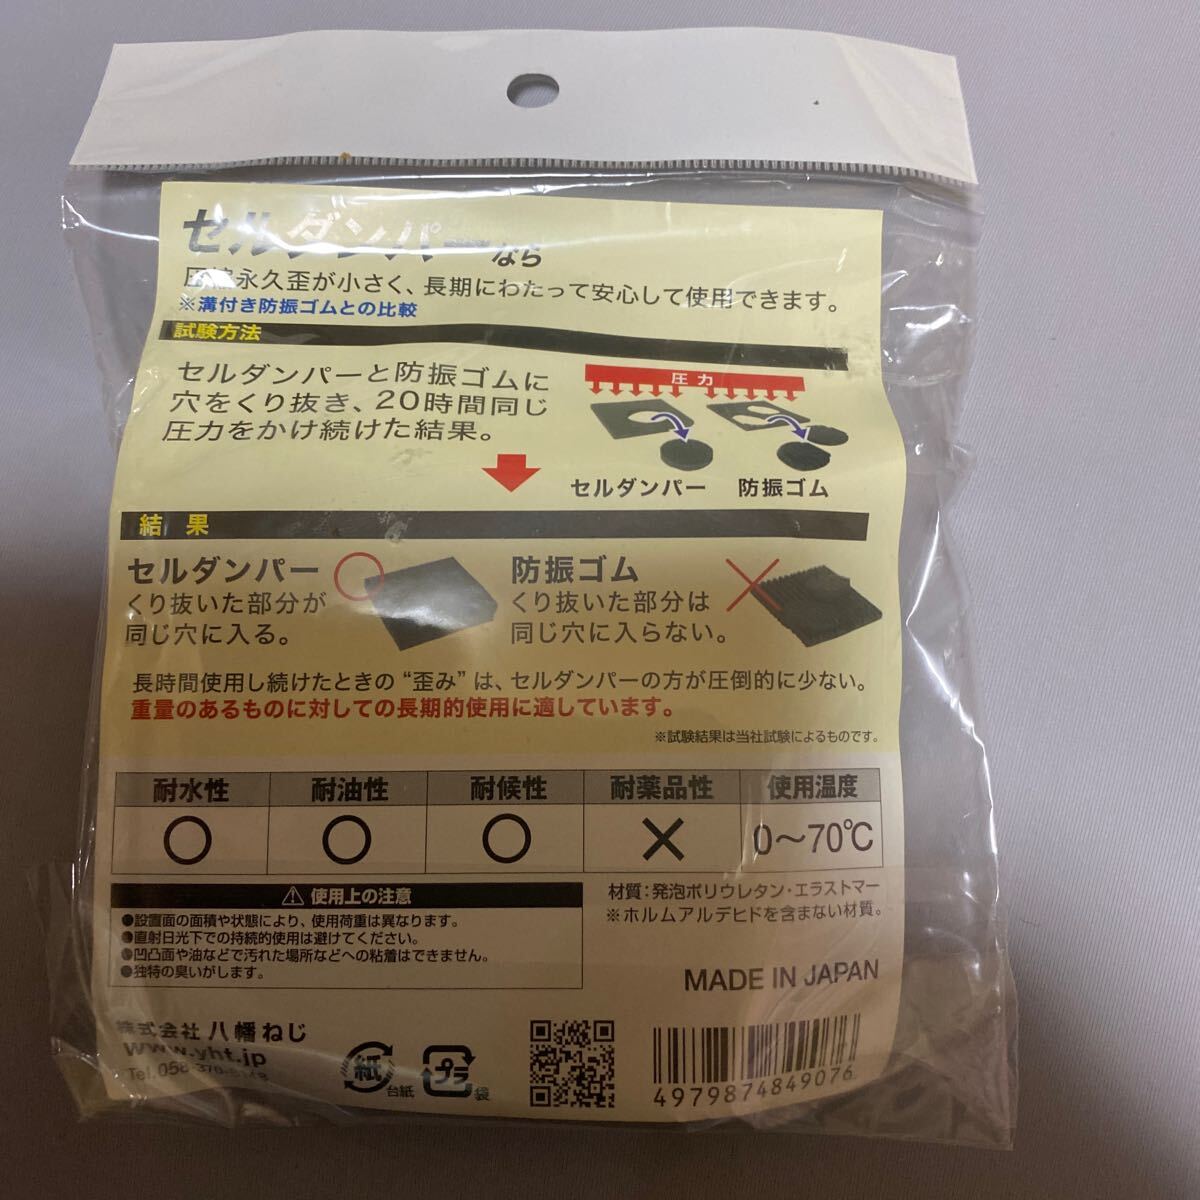 セルダンパーなら
永久歪が小さく、長期にわたって安心して使用できます。
※溝付き防振ゴムとの比較
試験方法
セルダンパーと防振ゴムに
穴をくり抜き、20時間同じ
圧力をかけ続けた結果。
圧力
セルダンパー 防振ゴム
結果
セルダンパー
くり抜いた部分が
同じ穴に入る。
防振ゴム
くり抜いた部分は
同じ穴に入らない。
長時間使用し続けたときの“歪み”は、セルダンパーの方が圧倒的に少ない。
重量のあるものに対しての長期的使用に適しています。
※試験結果は当社試験によるものです。
耐水性 耐油性 耐候性 耐薬品性 使用温度
○ ○ ○ × 0～70℃
⚠ 使用上の注意
●設置面の面積や状態により、使用荷重は異なります。
●直射日光下での持続的使用は避けてください。
●凹凸面や油などで汚れた場所などへの粘着はできません。
●独特の臭いがします。
材質：発泡ポリウレタン・エラストマー
※ホルムアルデヒドを含まない材質。
MADE IN JAPAN
株式会社 八幡ねじ
www.yht.jp
紙
台紙
プラ
袋
4979874849076